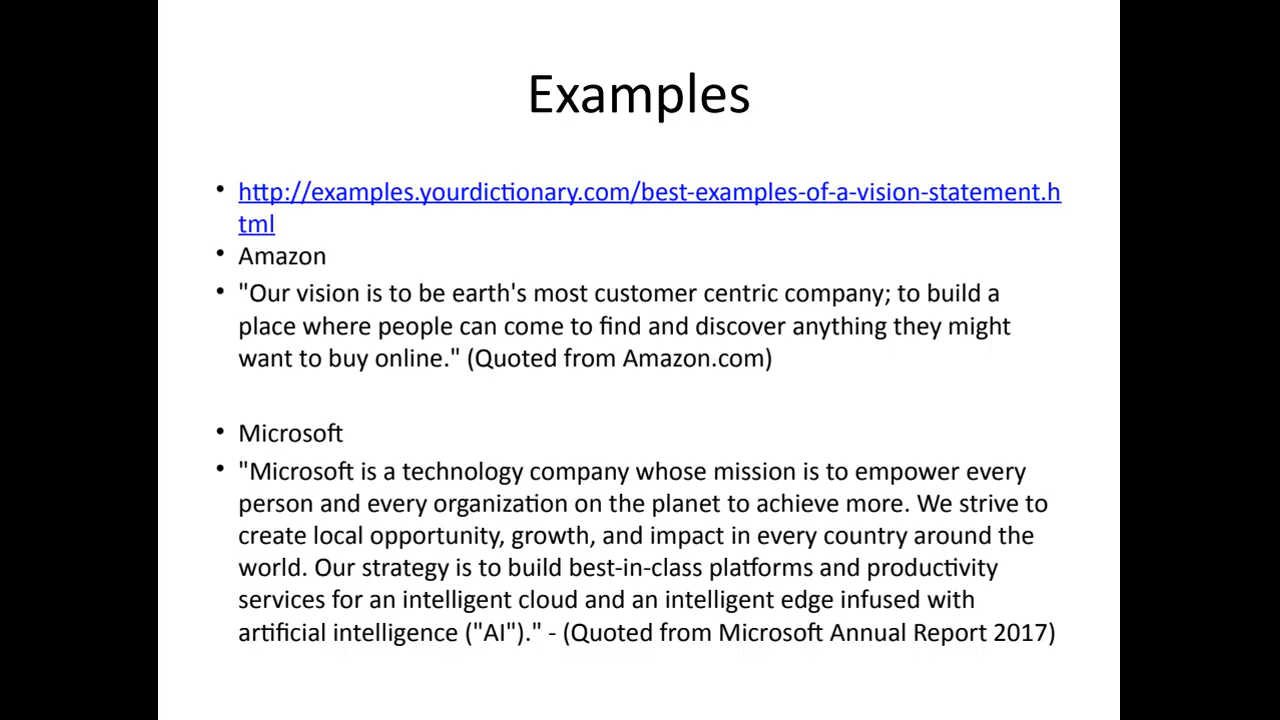 Examples
• http://examples.yourdictionary.com/best-examples-of-a-vision-statement.h
tml
• Amazon
• "Our vision is to be earth's most customer centric company; to build a
place where people can come to find and discover anything they might
want to buy online." (Quoted from Amazon.com)
• Microsoft
• "Microsoft is a technology company whose mission is to empower every
person and every organization on the planet to achieve more. We strive to
create local opportunity, growth, and impact in every country around the
world. Our strategy is to build best-in-class platforms and productivity
services for an intelligent cloud and an intelligent edge infused with
artificial intelligence ("AI")." - (Quoted from Microsoft Annual Report 2017)